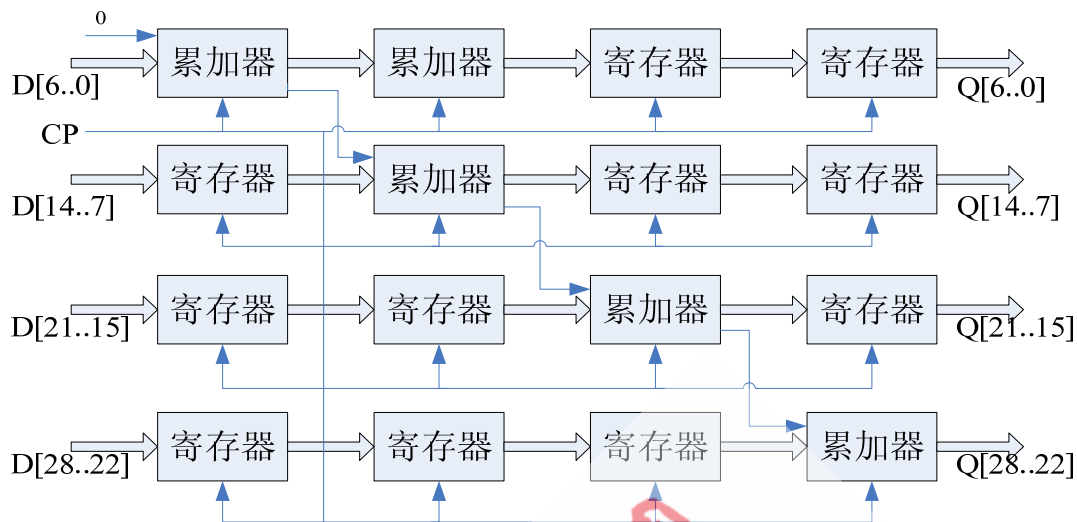 0
累加器 累加器 寄存器 寄存器
D[6..0] Q[6..0]
CP
寄存器 累加器 寄存器 寄存器
D[14..7] Q[14..7]
寄存器 寄存器 累加器 寄存器
D[21..15] Q[21..15]
寄存器 寄存器 寄存器 累加器
D[28..22] Q[28..22]